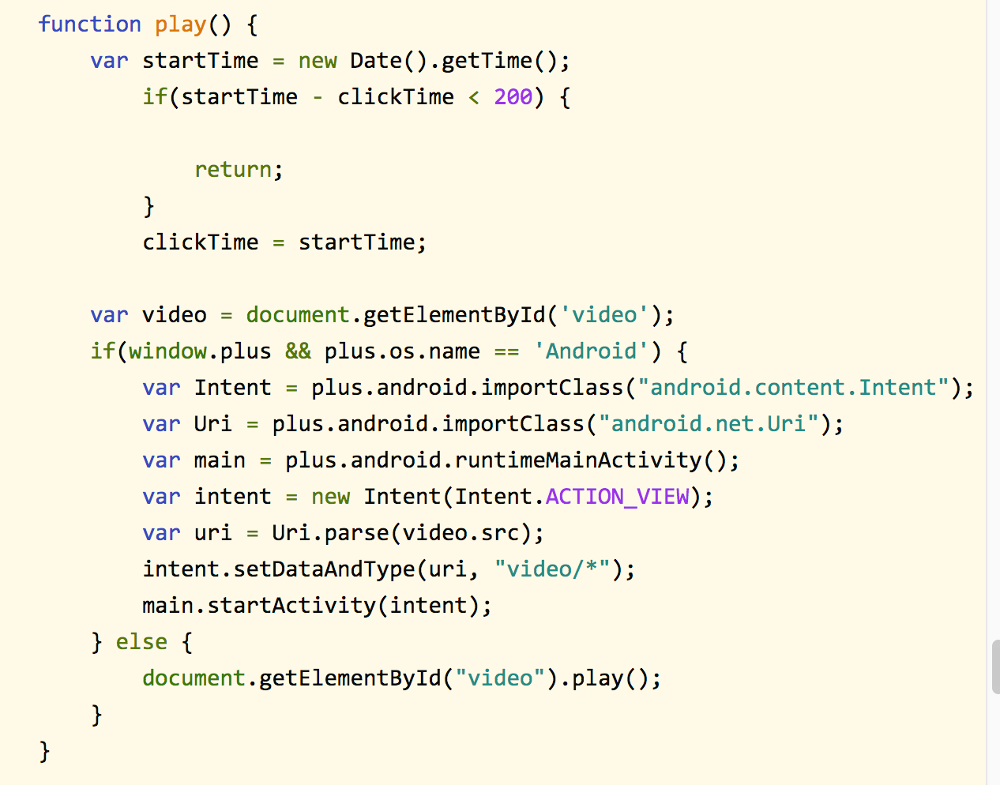 function play() {
    var startTime = new Date().getTime();
        if(startTime - clickTime < 200) {
            return;
        }
        clickTime = startTime;
    var video = document.getElementById('video');
    if(window.plus && plus.os.name == 'Android') {
        var Intent = plus.android.importClass("android.content.Intent");
        var Uri = plus.android.importClass("android.net.Uri");
        var main = plus.android.runtimeMainActivity();
        var intent = new Intent(Intent.ACTION_VIEW);
        var uri = Uri.parse(video.src);
        intent.setDataAndType(uri, "video/*");
        main.startActivity(intent);
    } else {
        document.getElementById("video").play();
    }
}